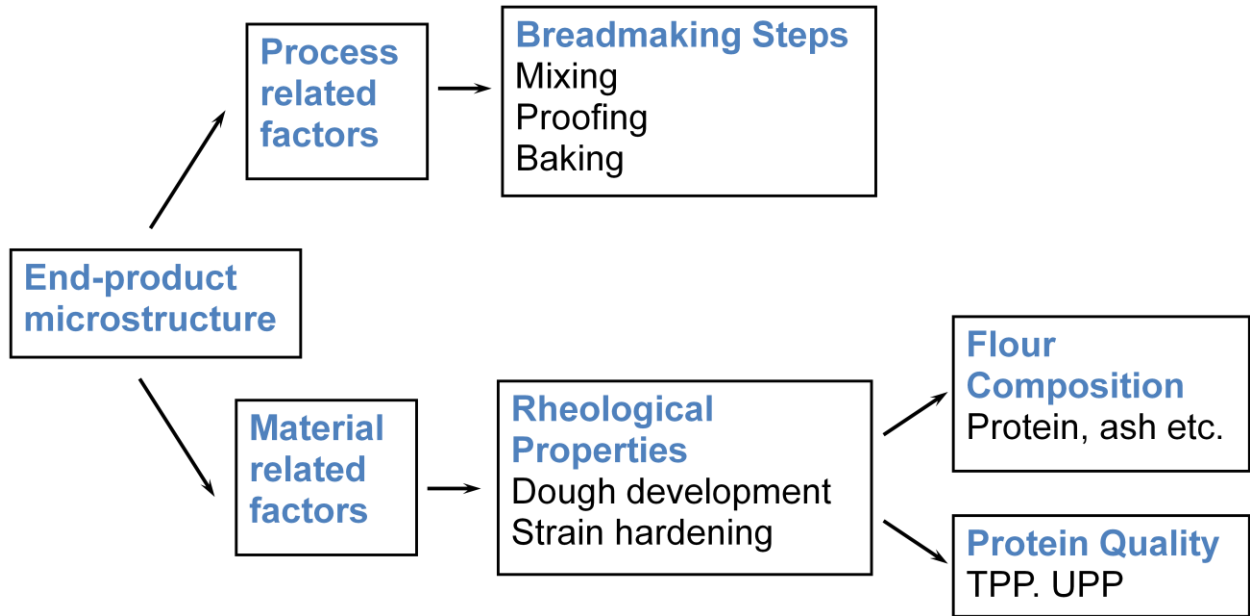 Process
related
factors
Breadmaking Steps
Mixing
Proofing
Baking
End-product
microstructure
Material
related
factors
Rheological
Properties
Dough development
Strain hardening
Flour
Composition
Protein, ash etc.
Protein Quality
TPP. UPP